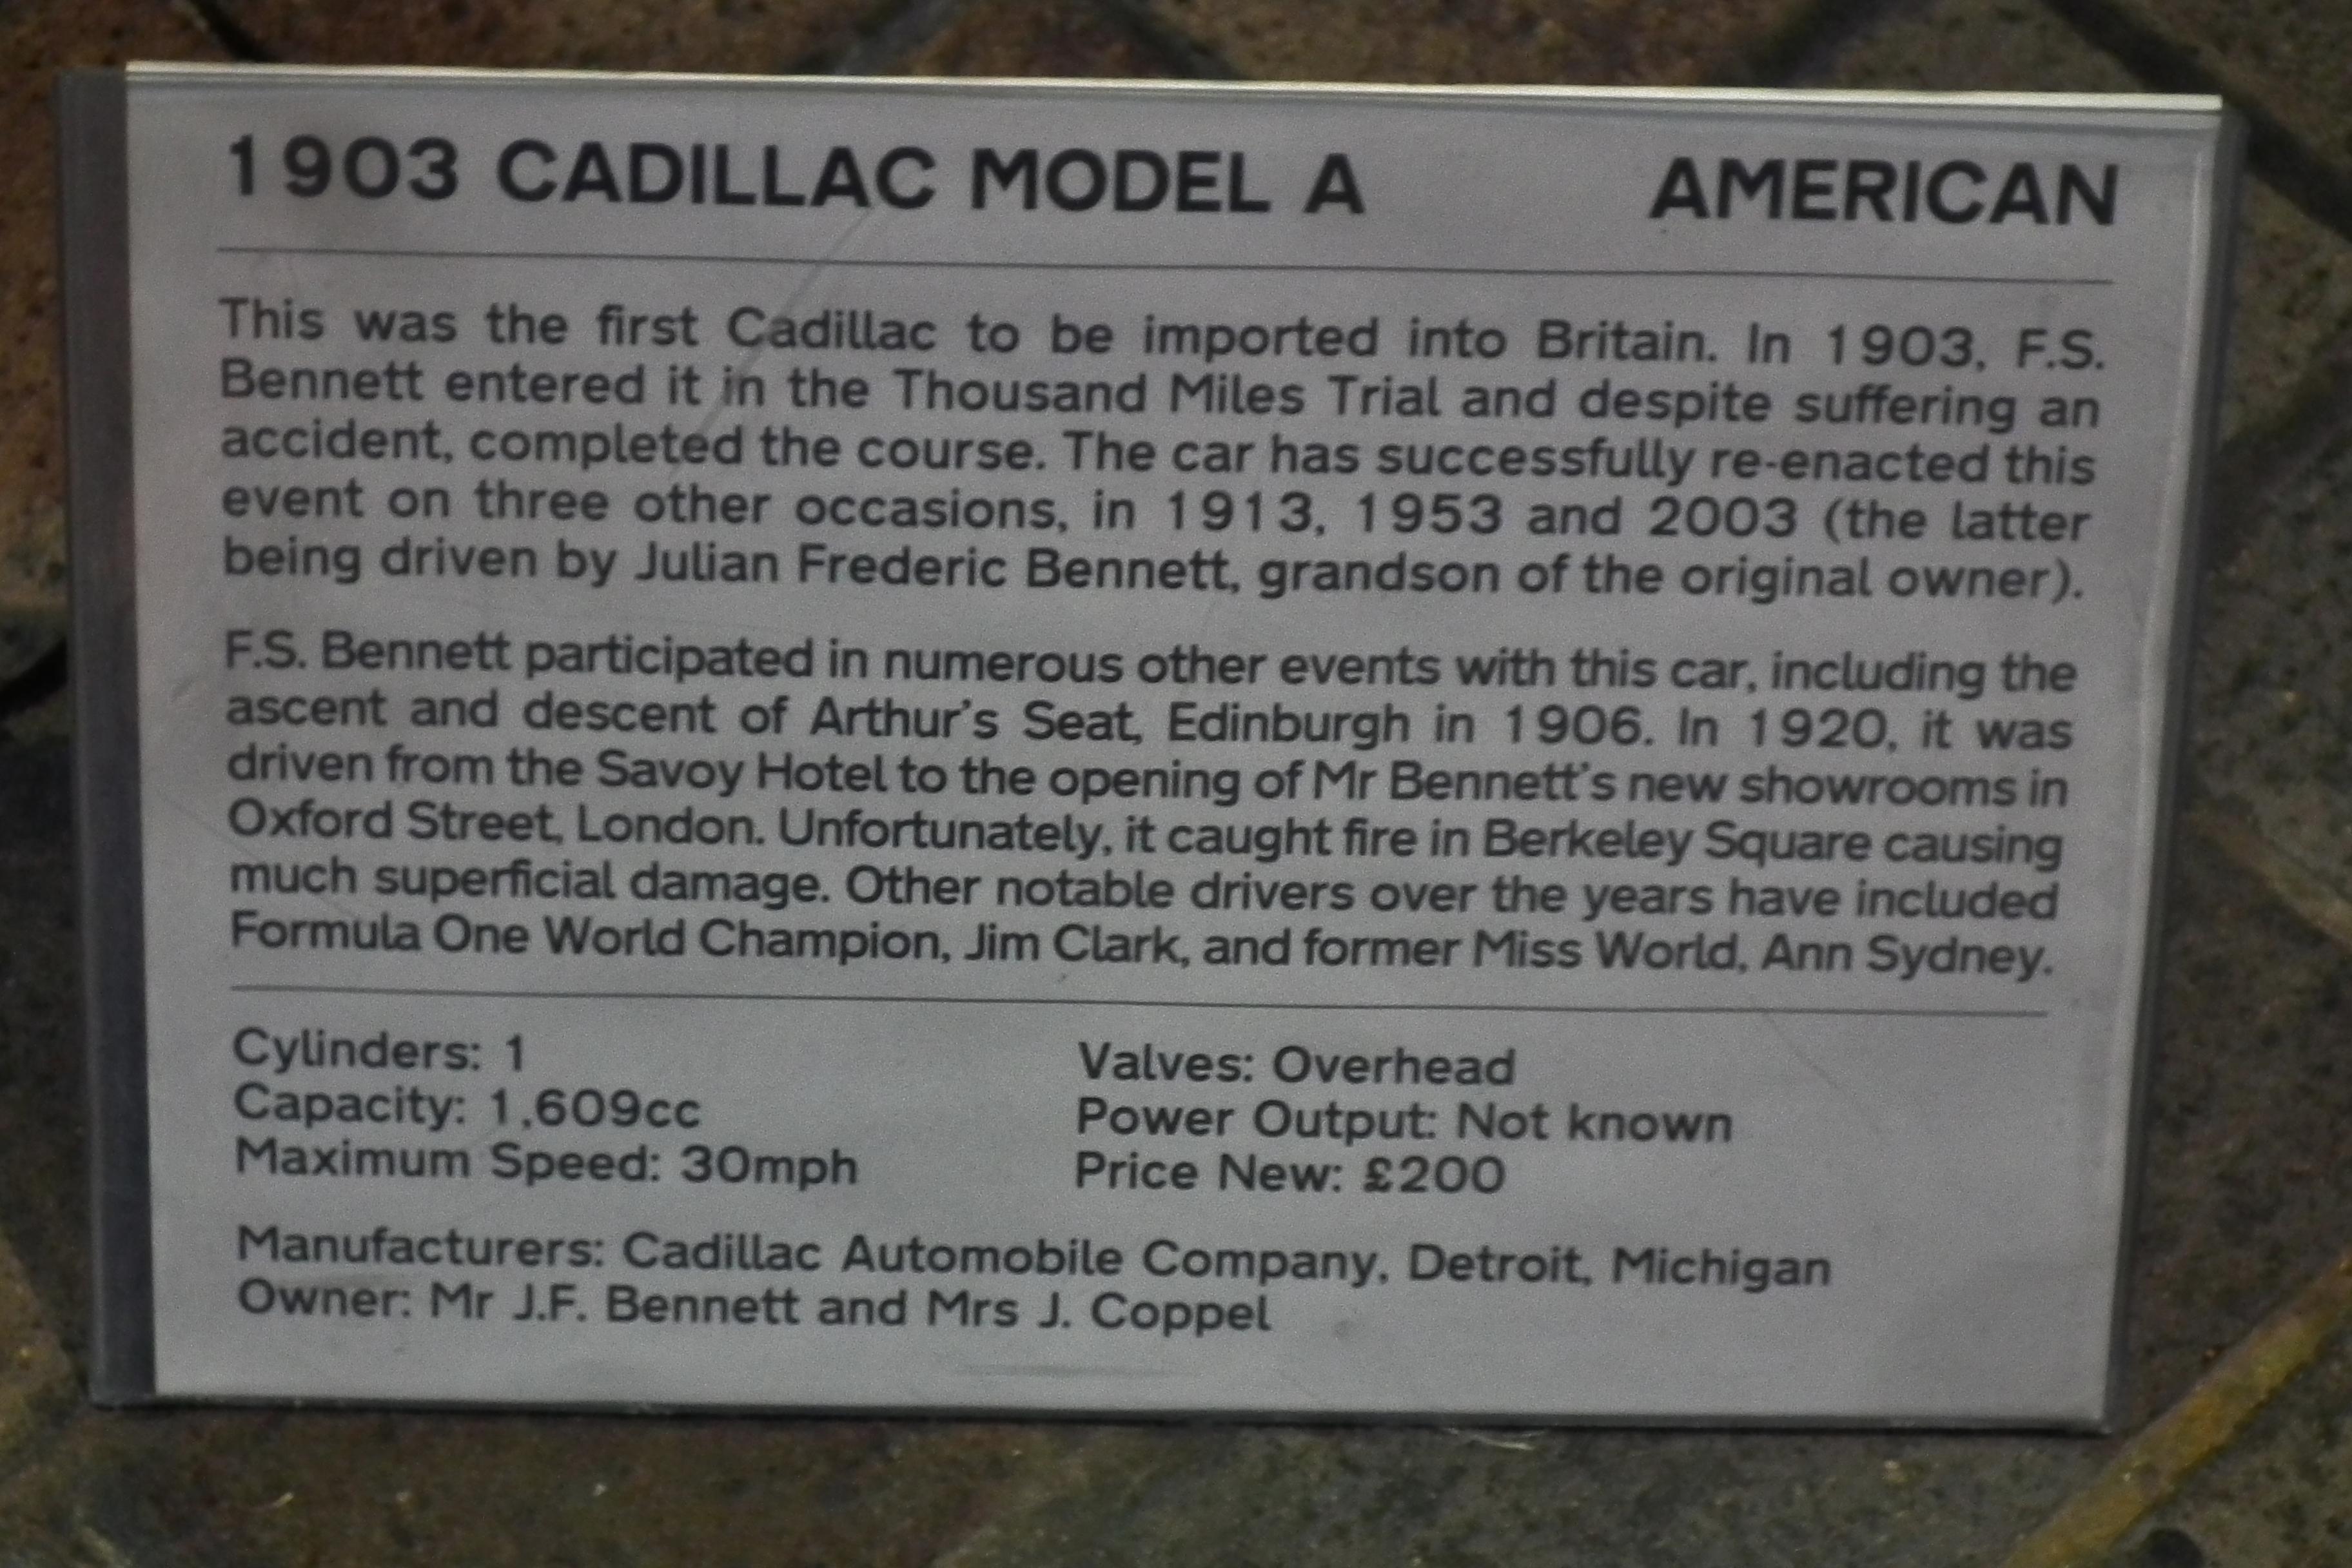 1903 CADILLAC MODEL A AMERICAN
This was the first Cadillac to be imported into Britain. In 1903, F.S.
Bennett entered it in the Thousand Miles Trial and despite suffering an
accident, completed the course. The car has successfully re-enacted this
event on three other occasions, in 1913, 1953 and 2003 (the latter
being driven by Julian Frederic Bennett, grandson of the original owner).
F.S. Bennett participated in numerous other events with this car, including the
ascent and descent of Arthur's Seat, Edinburgh in 1906. In 1920, it was
driven from the Savoy Hotel to the opening of Mr Bennett's new showrooms in
Oxford Street, London. Unfortunately, it caught fire in Berkeley Square causing
much superficial damage. Other notable drivers over the years have included
Formula One World Champion, Jim Clark, and former Miss World, Ann Sydney.
Cylinders: 1 Valves: Overhead
Capacity: 1,609cc Power Output: Not known
Maximum Speed: 30mph Price New: £200
Manufacturers: Cadillac Automobile Company, Detroit, Michigan
Owner: Mr J.F. Bennett and Mrs J. Coppel